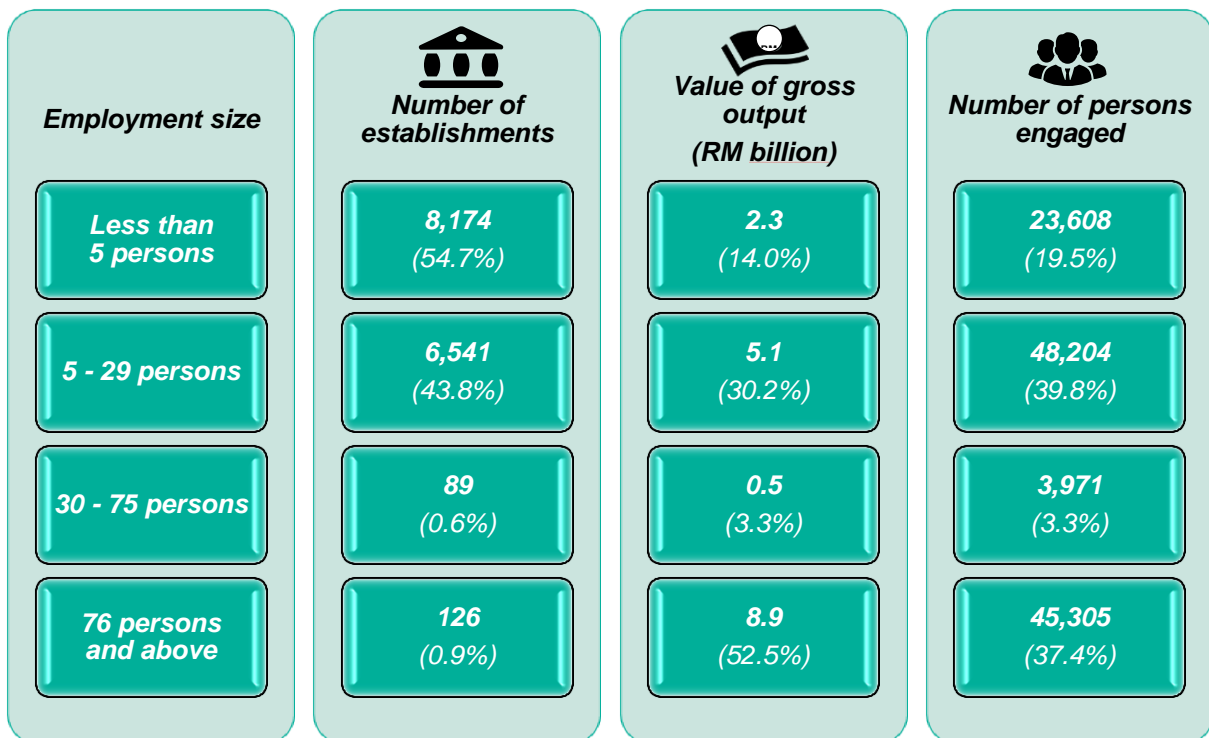 Employment size
Number of
establishments
Value of gross
output
(RM billion)
Number of persons
engaged
Less than
5 persons
8,174
(54.7%)
2.3
(14.0%)
23,608
(19.5%)
5 - 29 persons
6,541
(43.8%)
5.1
(30.2%)
48,204
(39.8%)
30 - 75 persons
89
(0.6%)
0.5
(3.3%)
3,971
(3.3%)
76 persons
and above
126
(0.9%)
8.9
(52.5%)
45,305
(37.4%)